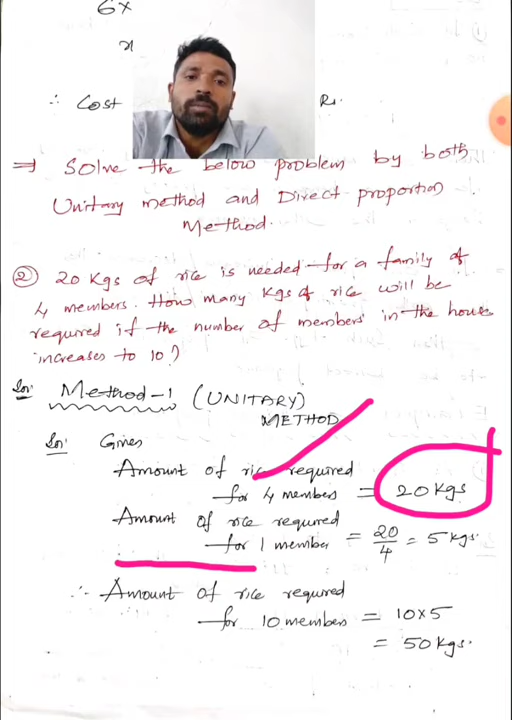 6x
x
∴ Cost Rs.
⇒ Solve the below problem by both
Unitary method and Direct proportion
Method.
② 20 Kgs of rice is needed for a family of
4 members. How many Kgs of rice will be
required if the number of members in the house
increases to 10?
Sol: Method-1 (UNITARY)
METHOD
Sol: Given
Amount of rice required
for 4 members = 20 Kgs
Amount of rice required
for 1 member = 20/4 = 5 Kgs.
∴ Amount of rice required
for 10 members = 10×5
= 50 Kgs.